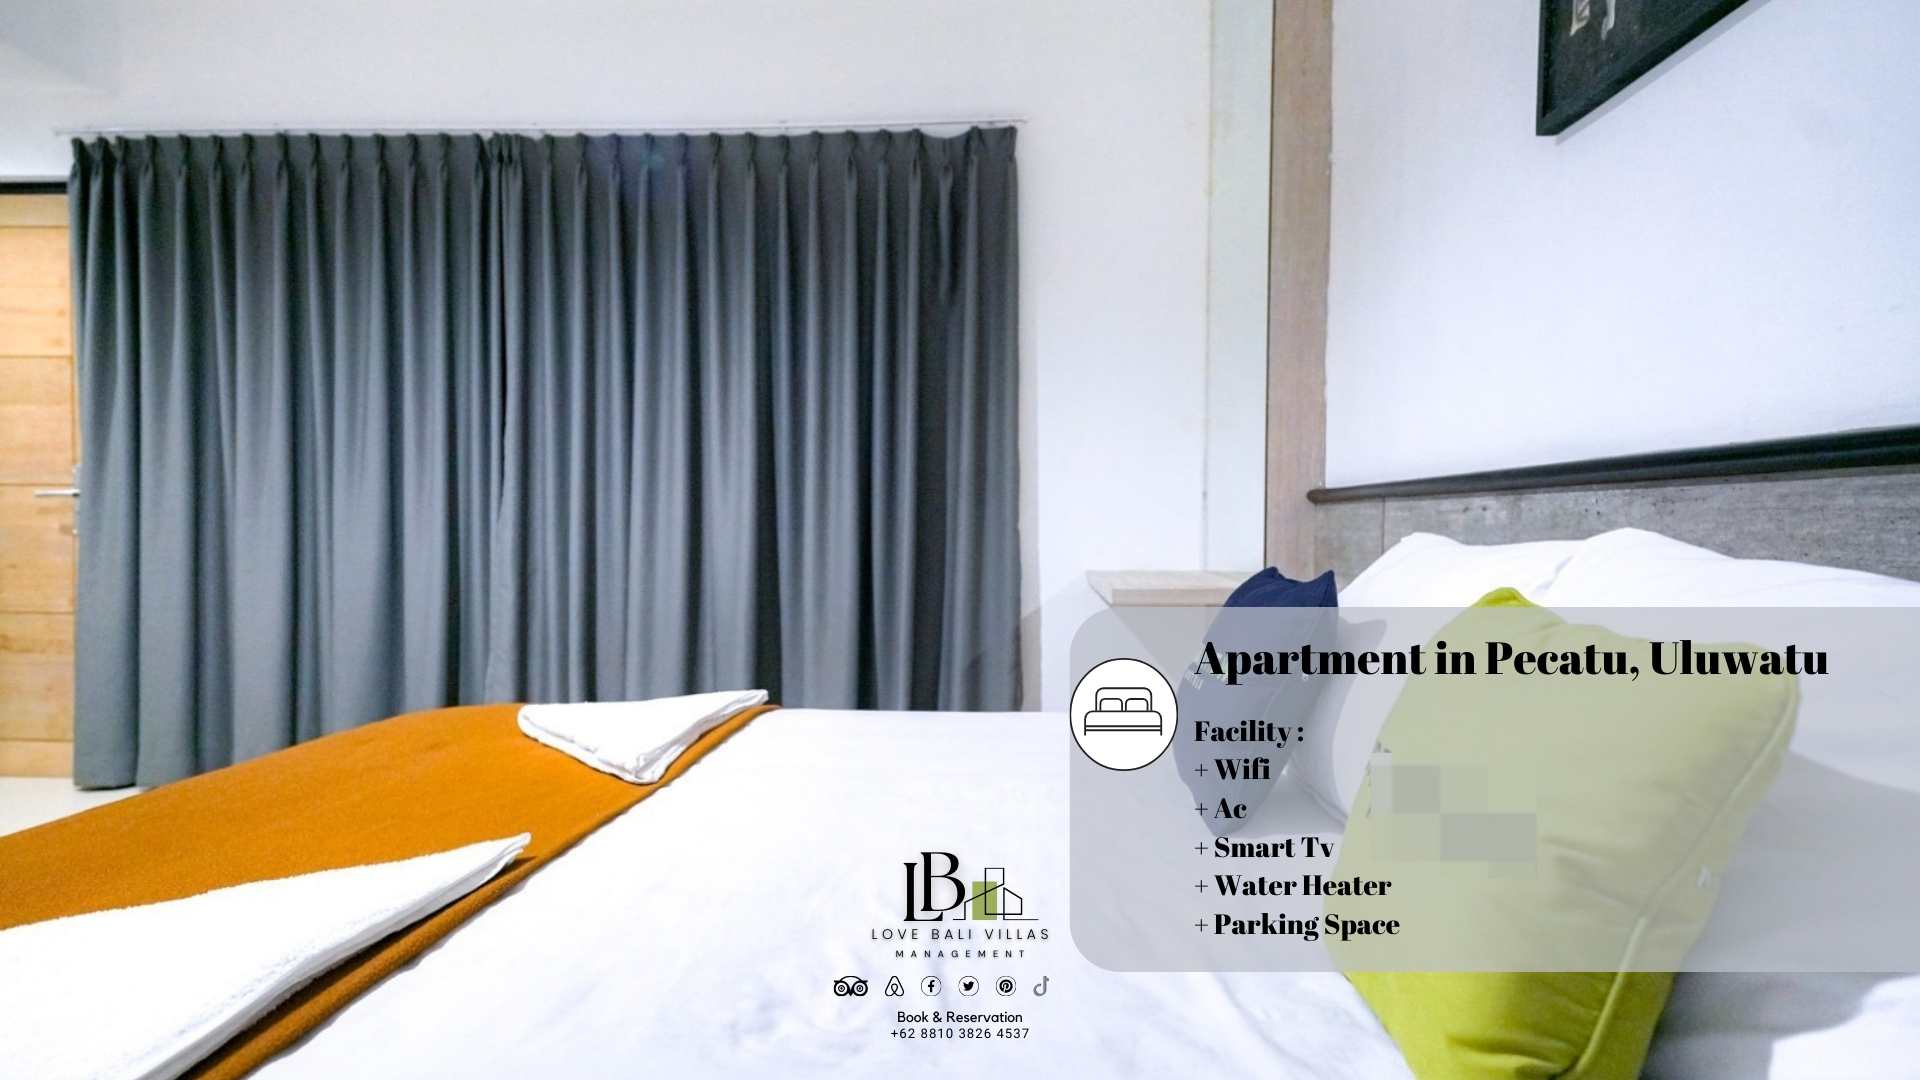 Apartment in Pecatu, Uluwatu
Facility :
+ Wifi
+ Ac
+ Smart Tv
+ Water Heater
+ Parking Space
LB
LOVE BALI VILLAS
MANAGEMENT
Book & Reservation
+62 8810 3826 4537